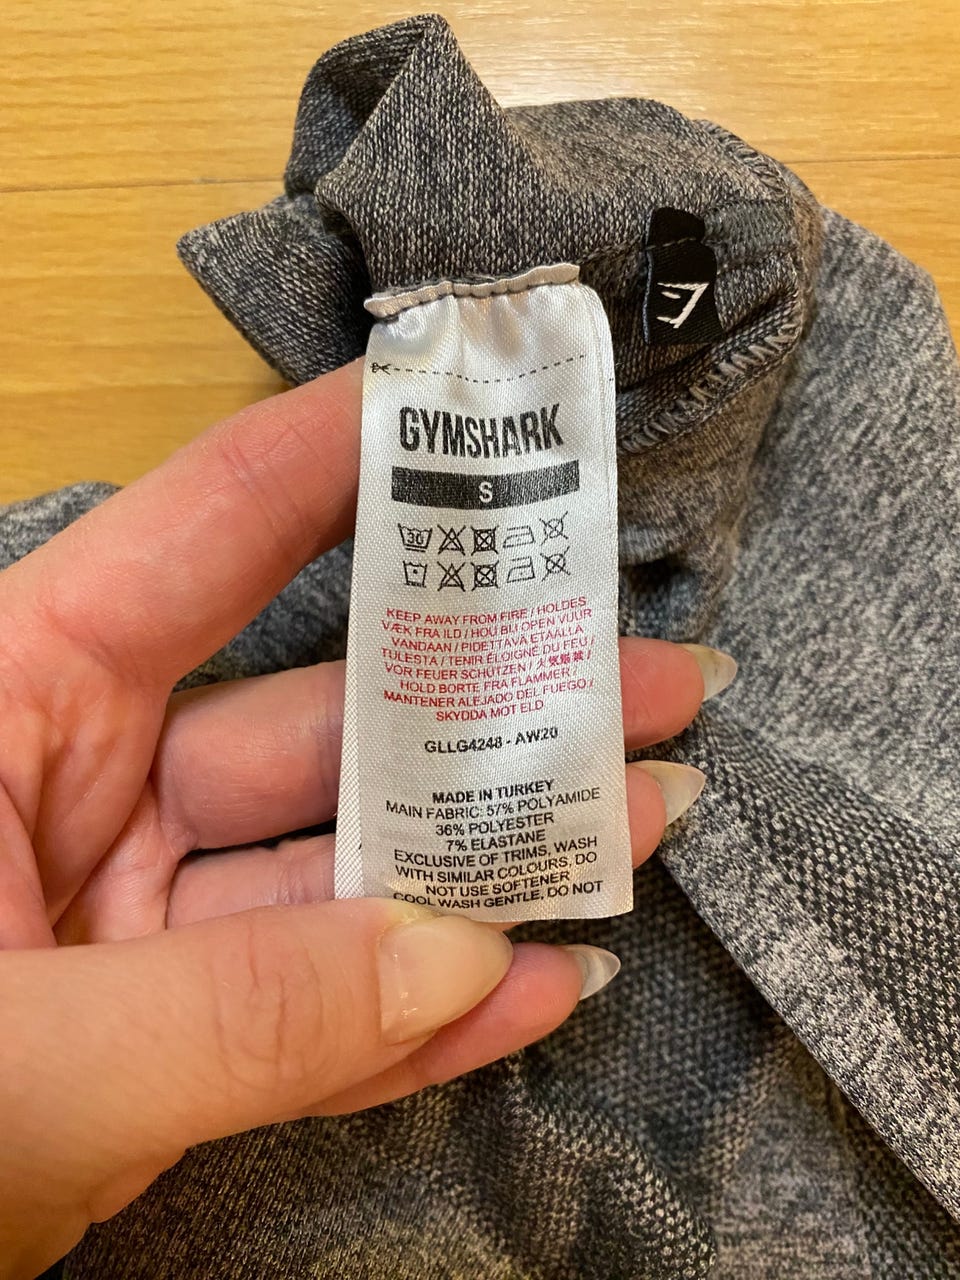 GYMSHARK
S
30
KEEP AWAY FROM FIRE / HOLDES
VÆK FRA ILD / HOU BIJ OPEN VUUR
VANDAAN / PIDETTÄVÄ ETÄÄLLÄ
TULESTA / TENIR ÉLOIGNÉ DU FEU /
VOR FEUER SCHÜTZEN / 火気厳禁 /
HOLD BORTE FRA FLAMMER /
MANTENER ALEJADO DEL FUEGO /
SKYDDA MOT ELD
GLLG4248 - AW20
MADE IN TURKEY
MAIN FABRIC: 57% POLYAMIDE
36% POLYESTER
7% ELASTANE
EXCLUSIVE OF TRIMS, WASH
WITH SIMILAR COLOURS, DO
NOT USE SOFTENER
COOL WASH GENTLE, DO NOT